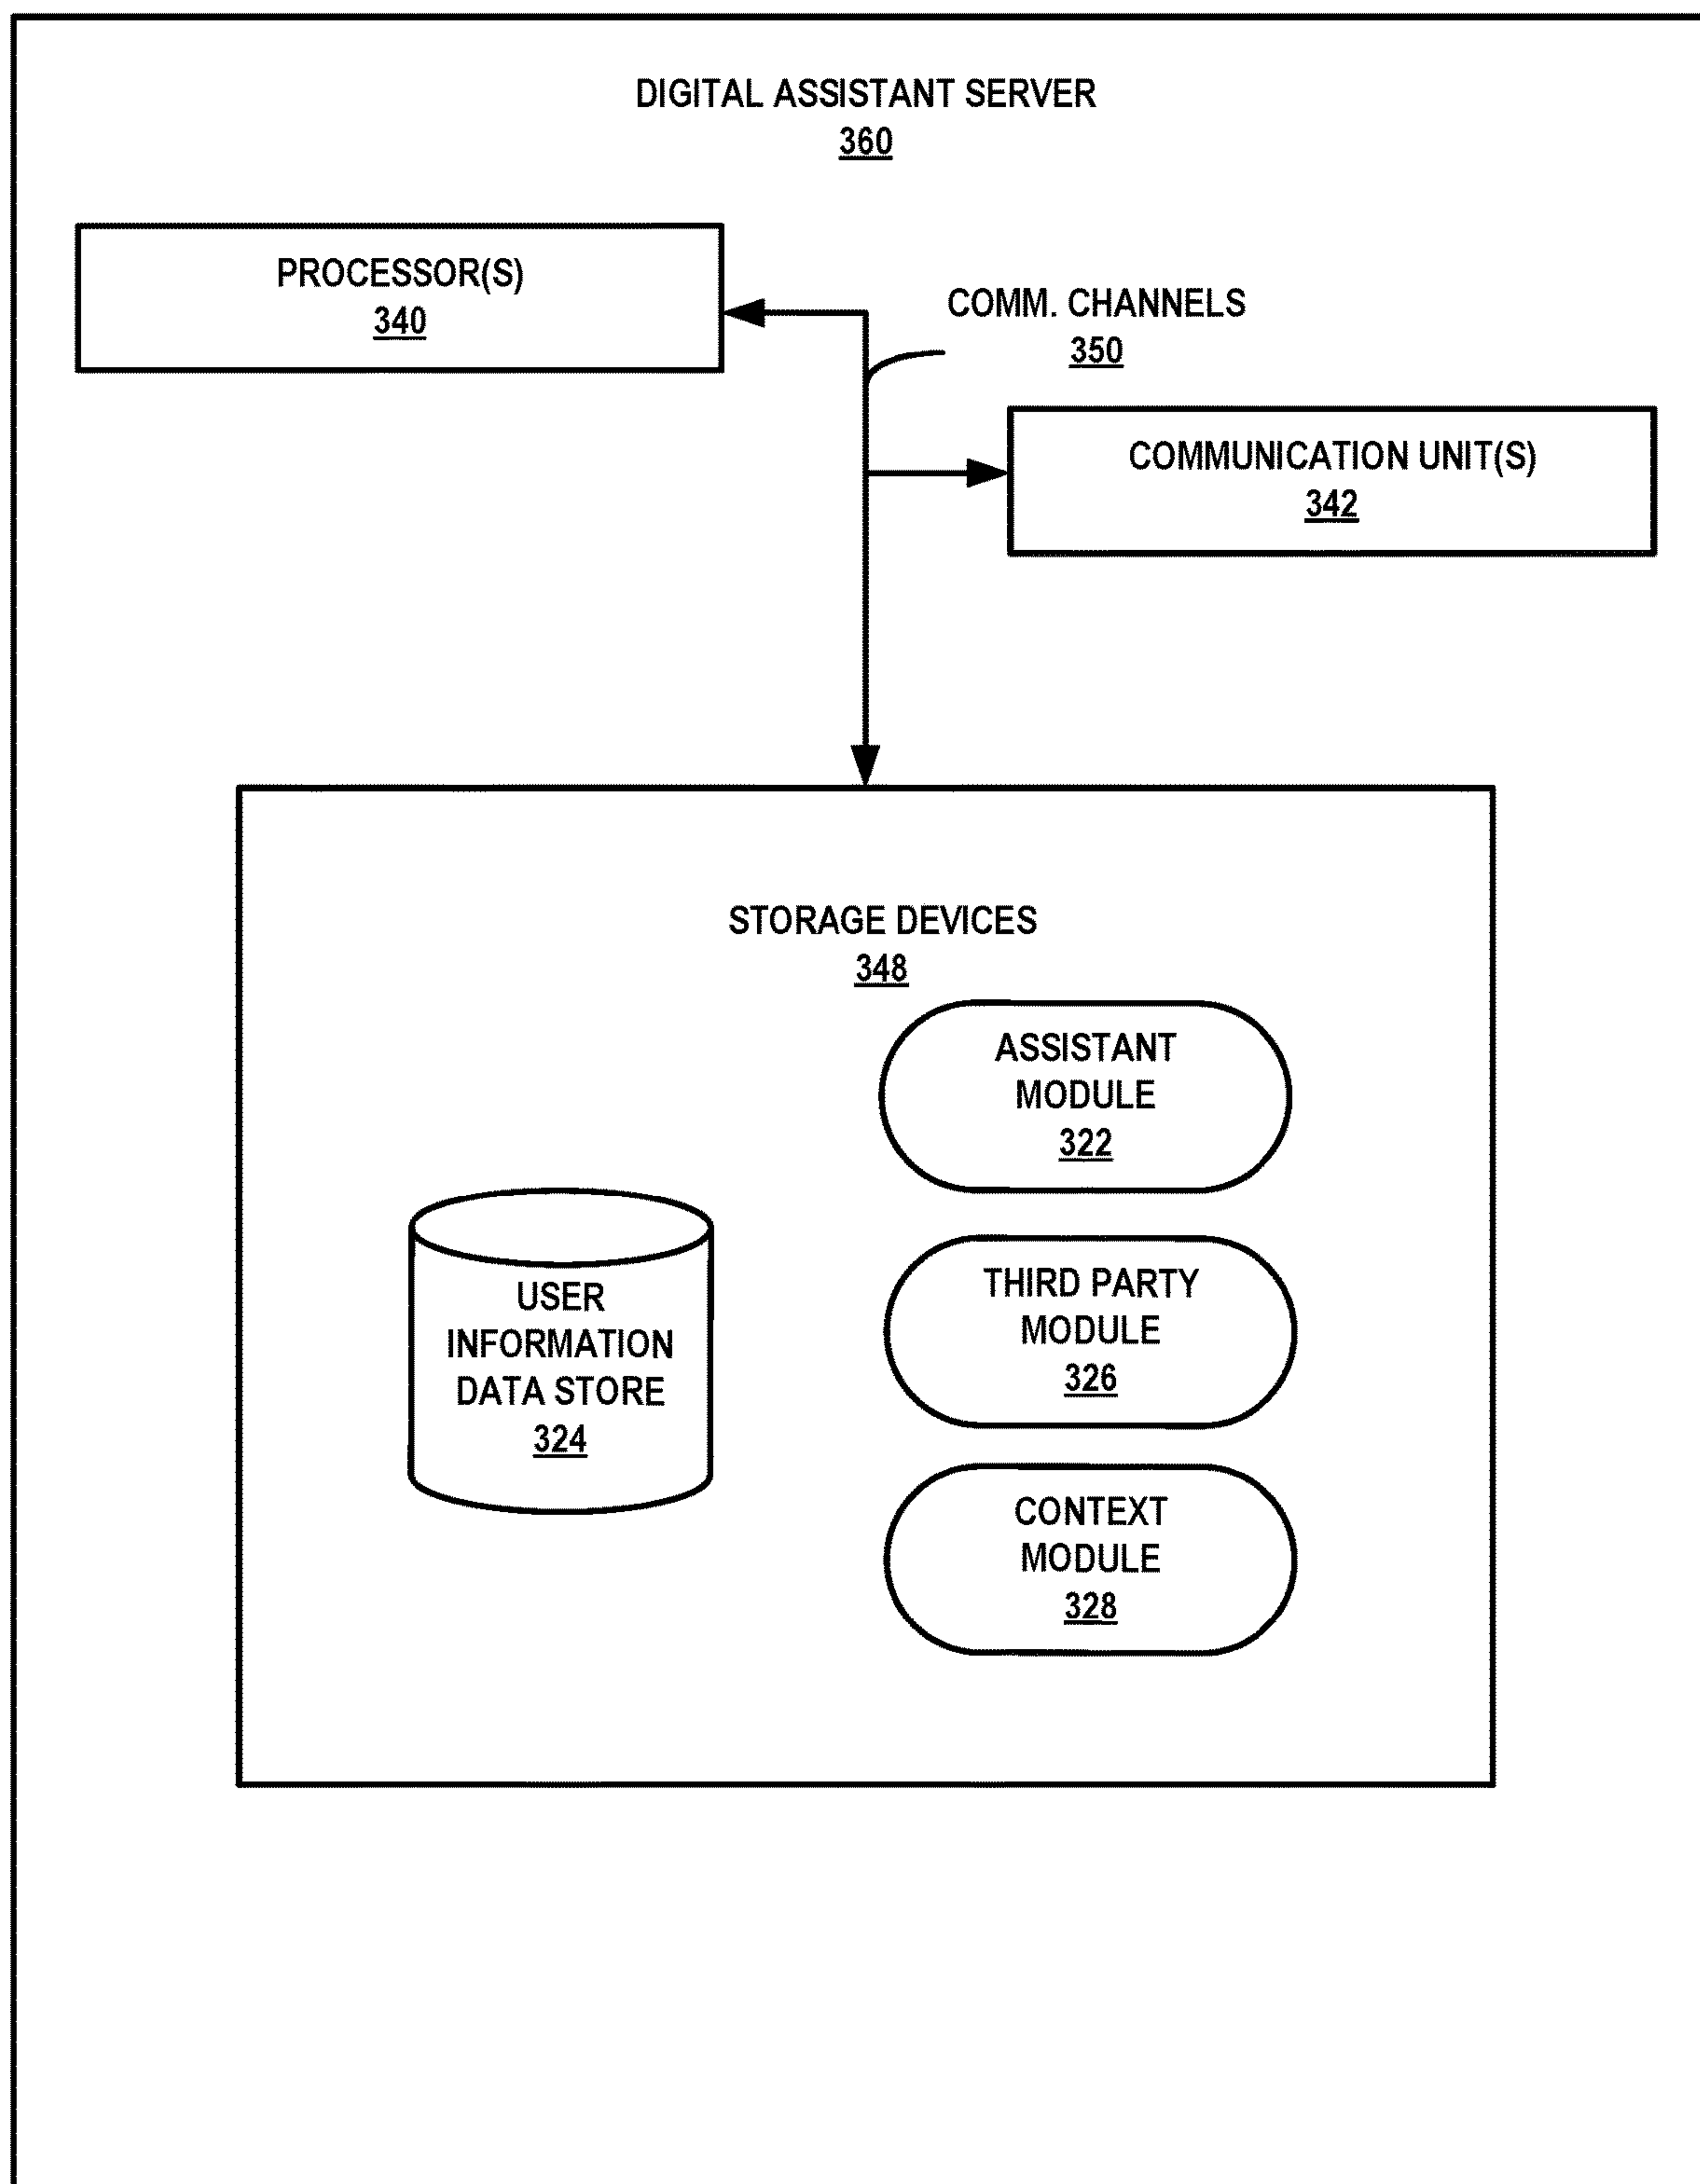 DIGITAL ASSISTANT SERVER
360
PROCESSOR(S)
340
COMM. CHANNELS
350
COMMUNICATION UNIT(S)
342
STORAGE DEVICES
348
ASSISTANT
MODULE
322
USER
INFORMATION
DATA STORE
324
THIRD PARTY
MODULE
326
CONTEXT
MODULE
328